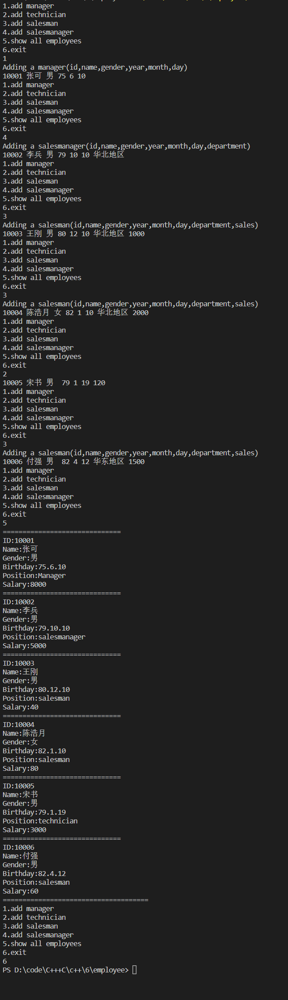 1.add manager
2.add technician
3.add salesman
4.add salesmanager
5.show all employees
6.exit
1
Adding a manager(id,name,gender,year,month,day)
10001 张可 男 75 6 10
1.add manager
2.add technician
3.add salesman
4.add salesmanager
5.show all employees
6.exit
4
Adding a salesmanager(id,name,gender,year,month,day,department)
10002 李兵 男 79 10 10 华北地区
1.add manager
2.add technician
3.add salesman
4.add salesmanager
5.show all employees
6.exit
3
Adding a salesman(id,name,gender,year,month,day,department,sales)
10003 王刚 男 80 12 10 华北地区 1000
1.add manager
2.add technician
3.add salesman
4.add salesmanager
5.show all employees
6.exit
3
Adding a salesman(id,name,gender,year,month,day,department,sales)
10004 陈浩月 女 82 1 10 华北地区 2000
1.add manager
2.add technician
3.add salesman
4.add salesmanager
5.show all employees
6.exit
2
10005 宋书 男  79 1 19 120
1.add manager
2.add technician
3.add salesman
4.add salesmanager
5.show all employees
6.exit
3
Adding a salesman(id,name,gender,year,month,day,department,sales)
10006 付强 男  82 4 12 华东地区 1500
1.add manager
2.add technician
3.add salesman
4.add salesmanager
5.show all employees
6.exit
5
==============================
ID:10001
Name:张可
Gender:男
Birthday:75.6.10
Position:Manager
Salary:8000
==============================
ID:10002
Name:李兵
Gender:男
Birthday:79.10.10
Position:salesmanager
Salary:5000
==============================
ID:10003
Name:王刚
Gender:男
Birthday:80.12.10
Position:salesman
Salary:40
==============================
ID:10004
Name:陈浩月
Gender:女
Birthday:82.1.10
Position:salesman
Salary:80
==============================
ID:10005
Name:宋书
Gender:男
Birthday:79.1.19
Position:technician
Salary:3000
==============================
ID:10006
Name:付强
Gender:男
Birthday:82.4.12
Position:salesman
Salary:60
=====================================
1.add manager
2.add technician
3.add salesman
4.add salesmanager
5.show all employees
6.exit
6
PS D:\code\C+++C\c++\6\employee>